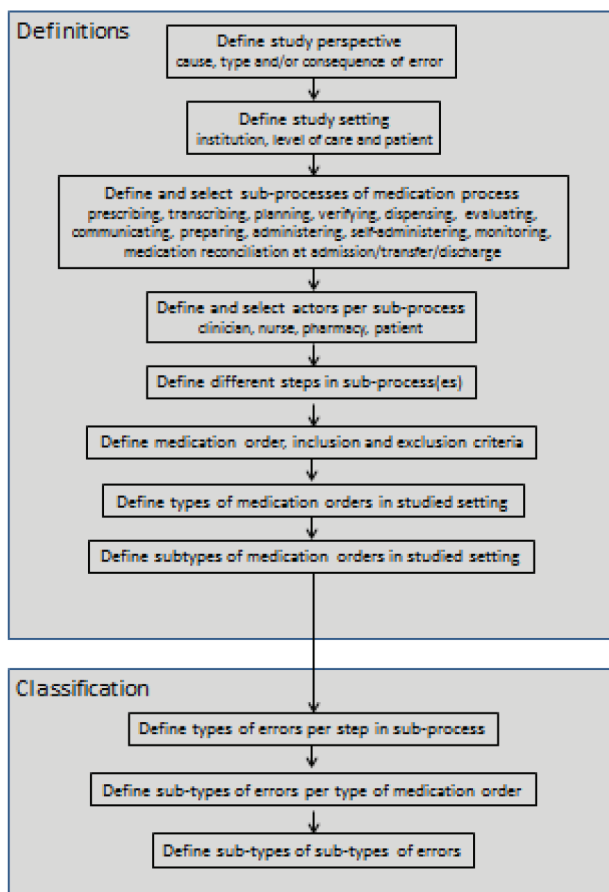 Definitions
Define study perspective
cause, type and/or consequence of error
Define study setting
institution, level of care and patient
Define and select sub-processes of medication process
prescribing, transcribing, planning, verifying, dispensing, evaluating,
communicating, preparing, administering, self-administering, monitoring,
medication reconciliation at admission/transfer/discharge
Define and select actors per sub-process
clinician, nurse, pharmacy, patient
Define different steps in sub-process(es)
Define medication order, inclusion and exclusion criteria
Define types of medication orders in studied setting
Define subtypes of medication orders in studied setting
Classification
Define types of errors per step in sub-process
Define sub-types of errors per type of medication order
Define sub-types of sub-types of errors